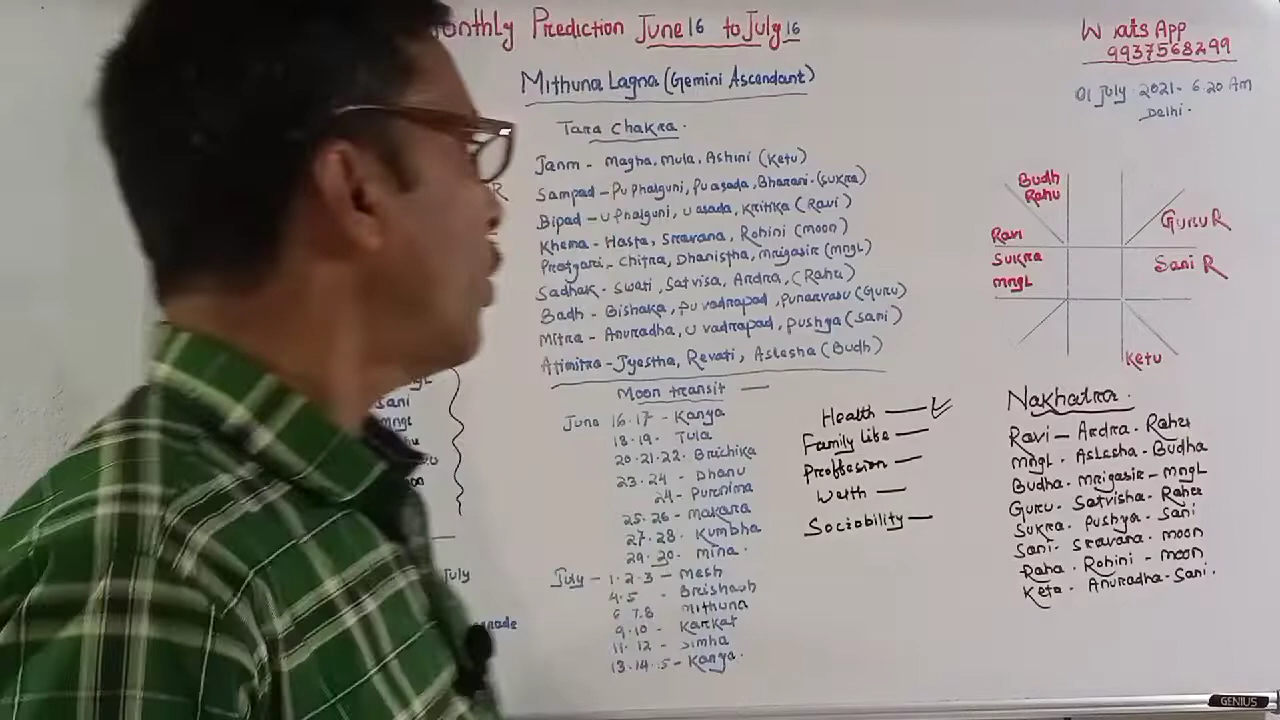 Monthly Prediction June 16 to July 16
Mithuna Lagna (Gemini Ascendant)
Tara Chakra.
Janm - Magha, Mula, Ashini (Ketu)
Sampad - Pu Phalguni, Pu asada, Bharani. (Sukra)
Bipad - U Phalguni, U asada, Kritika (Ravi)
Khema - Hasta, Sravana, Rohini (moon)
Pratyari - Chitra, Dhanistha, Mrigasir (Mngl)
Sadhak - Swati, Satvisa, Ardra, (Rahu)
Badh - Bishaka, Pu vadrapad, Punarvasu (Guru)
Mitra - Anuradha, U vadrapad, Pushya (Sani)
Atimitra - Jyestha, Revati, Aslesha (Budh)
Moon transit —
June 16.17 - Kanya
18.19. Tula
20.21.22. Brichika
23.24 - Dhanu
24 - Purnima
25.26 - Makara
27.28. Kumbha
29.30. Mina.
July - 1.2.3 - Mesh
4.5 - Brishavh
6 7.8 Mithuna
9.10 - Karkat
11.12 - Simha
13.14.15 - Kanya.
Health —
Family life —
Proffesion —
Welth —
Sociability —
WatsApp
9937568299
01 July. 2021- 6.20 AM
Delhi.
Budh
Rahu
Guru R
Ravi
Sukra
Mngl
Sani R
Ketu
Nakhatra.
Ravi - Ardra. Rahu
Mngl. Aslesha - Budha
Budha. Mrigasir - Mngl
Guru. Satvisha. Rahu
Sukra. Pushya. Sani
Sani. Sravana. Moon
Raha. Rohini - Moon
Ketu. Anuradha-Sani.
R
Sani
Mngl
July
GENIUS